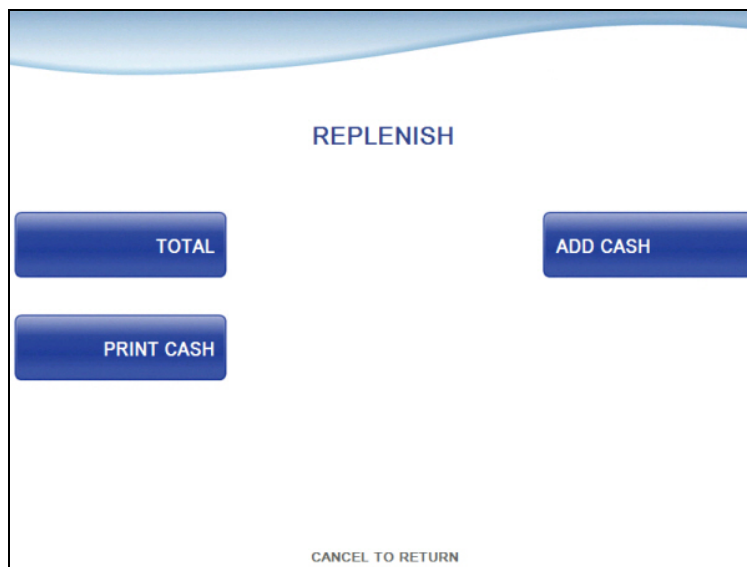 REPLENISH
TOTAL
ADD CASH
PRINT CASH
CANCEL TO RETURN